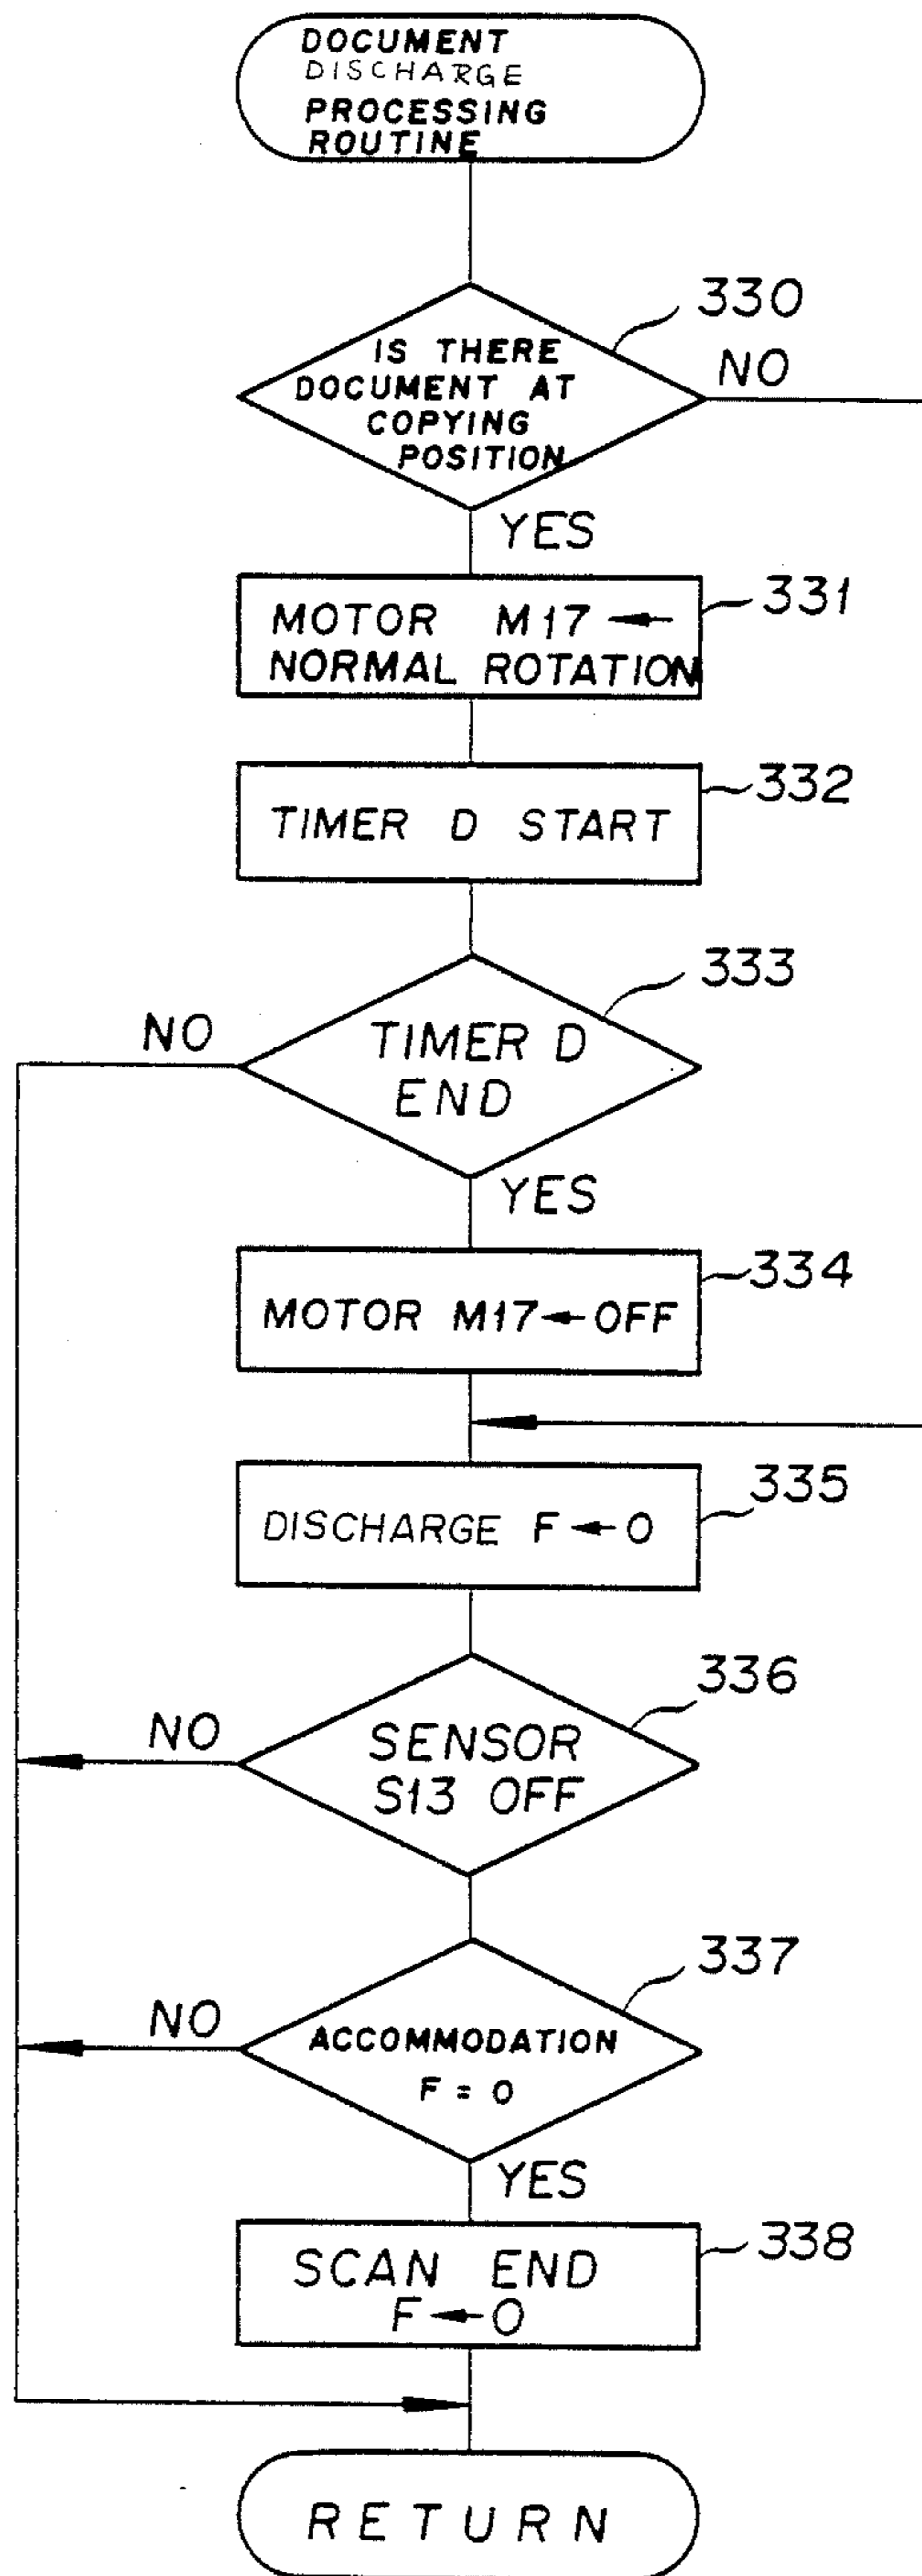 DOCUMENT
DISCHARGE
PROCESSING
ROUTINE
330
IS THERE
DOCUMENT AT
COPYING
POSITION
NO
YES
331
MOTOR M17 ←
NORMAL ROTATION
332
TIMER D START
333
NO
TIMER D
END
YES
334
MOTOR M17 ← OFF
335
DISCHARGE F ← 0
336
NO
SENSOR
S13 OFF
337
NO
ACCOMMODATION
F = 0
YES
338
SCAN END
F ← 0
RETURN